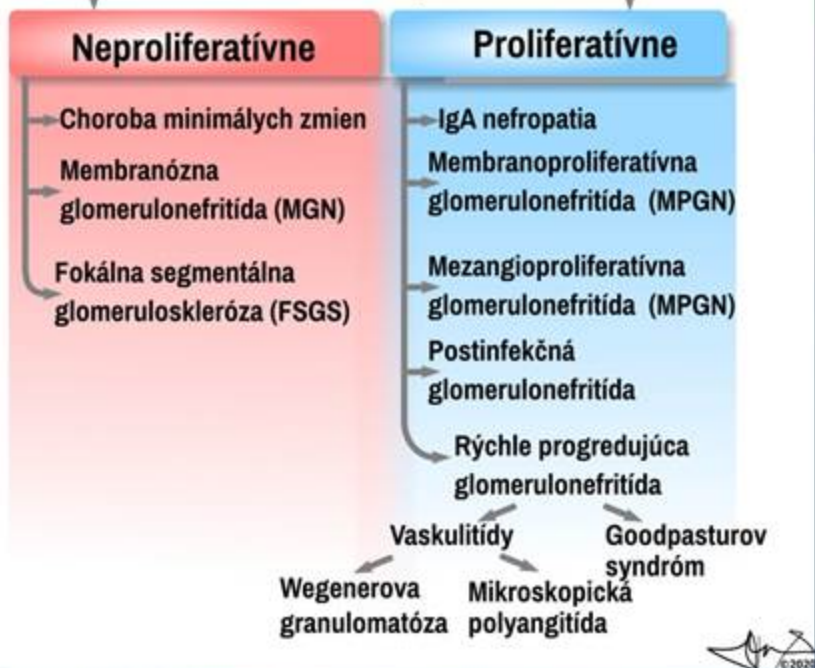 Neproliferatívne
Choroba minimálych zmien
Membranózna
glomerulonefritída (MGN)
Fokálna segmentálna
glomeruloskleróza (FSGS)
Proliferatívne
IgA nefropatia
Membranoproliferatívna
glomerulonefritída (MPGN)
Mezangioproliferatívna
glomerulonefritída (MPGN)
Postinfekčná
glomerulonefritída
Rýchle progredujúca
glomerulonefritída
Vaskulitídy
Goodpasturov
syndróm
Wegenerova
granulomatóza
Mikroskopická
polyangitída
©2020